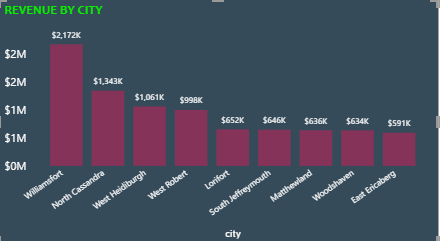 REVENUE BY CITY
$2M
$2M
$1M
$1M
$0M
$2,172K
$1,343K
$1,061K
$998K
$652K
$646K
$636K
$634K
$591K
Williamsfort
North Cassandra
West Heidiburgh
West Robert
Lorifort
South Jeffreymouth
Matthewland
Woodshaven
East Ericaberg
city